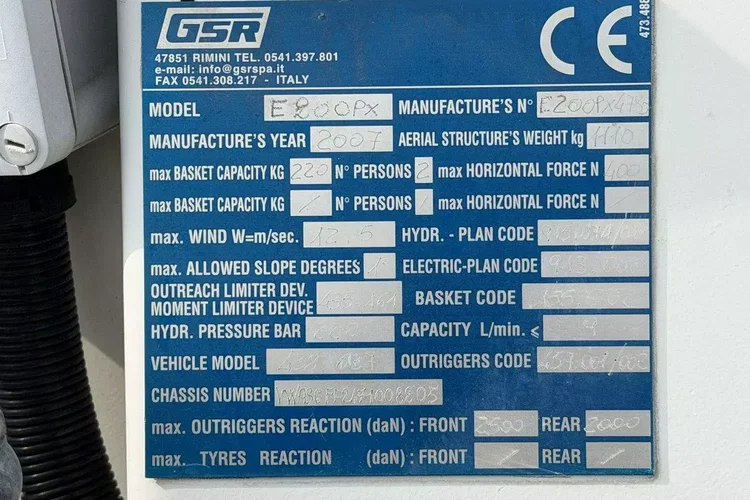 GSR CE
473.488
47851 RIMINI TEL. 0541.397.801
e-mail: info@gsrspa.it
FAX 0541.308.217 - ITALY
MODEL E200PX MANUFACTURE'S N°
MANUFACTURE'S YEAR 2007 AERIAL STRUCTURE'S WEIGHT kg 1110
max BASKET CAPACITY KG 220 N° PERSONS 2 max HORIZONTAL FORCE N 400
max BASKET CAPACITY KG / N° PERSONS / max HORIZONTAL FORCE N /
max. WIND W=m/sec. 12.5 HYDR. - PLAN CODE
max. ALLOWED SLOPE DEGREES 1 ELECTRIC-PLAN CODE
OUTREACH LIMITER DEV.
MOMENT LIMITER DEVICE BASKET CODE
HYDR. PRESSURE BAR CAPACITY L/min. ≤
VEHICLE MODEL OUTRIGGERS CODE
CHASSIS NUMBER
max. OUTRIGGERS REACTION (daN) : FRONT 2500 REAR 2000
max. TYRES REACTION (daN) : FRONT / REAR /